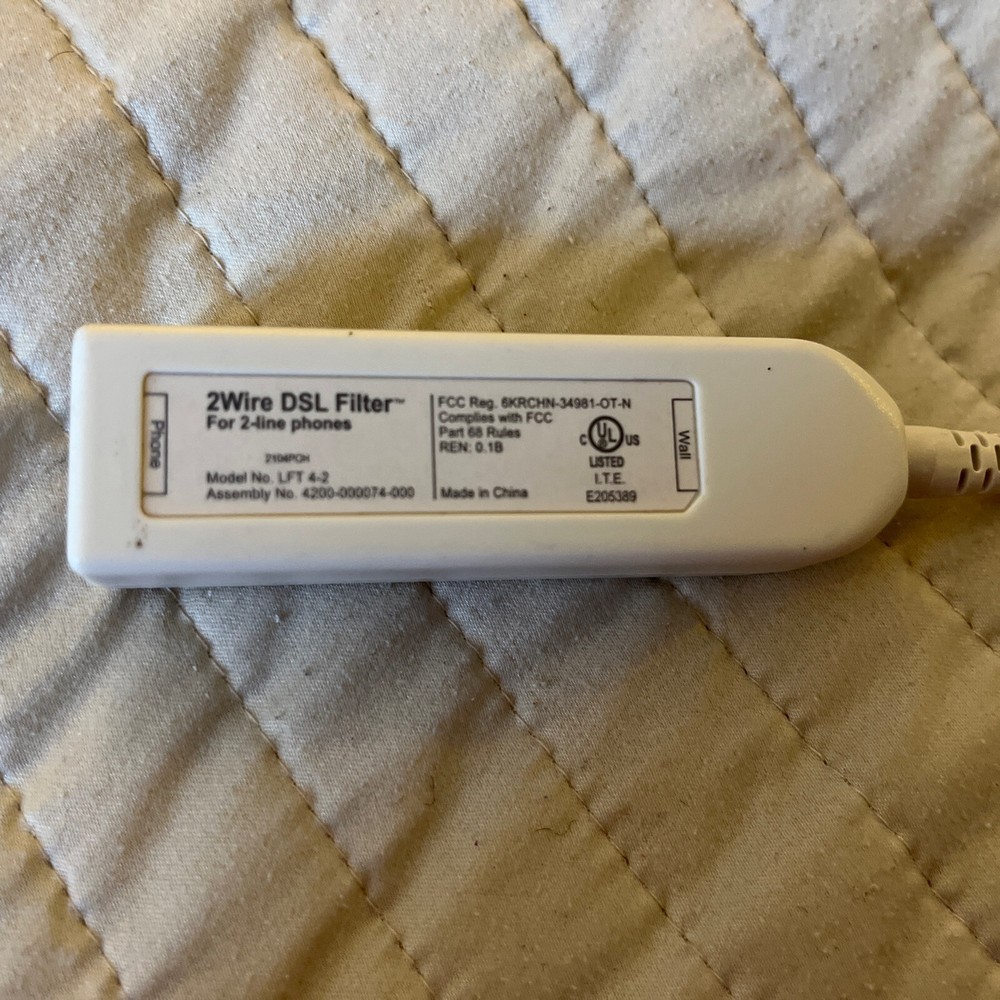 Phone
2Wire DSL Filter™
For 2-line phones
2104PCH
Model No. LFT 4-2
Assembly No. 4200-000074-000
FCC Reg. 6KRCHN-34981-OT-N
Complies with FCC
Part 68 Rules
REN: 0.1B
Made in China
C UL US
LISTED
I.T.E.
E205389
Wall